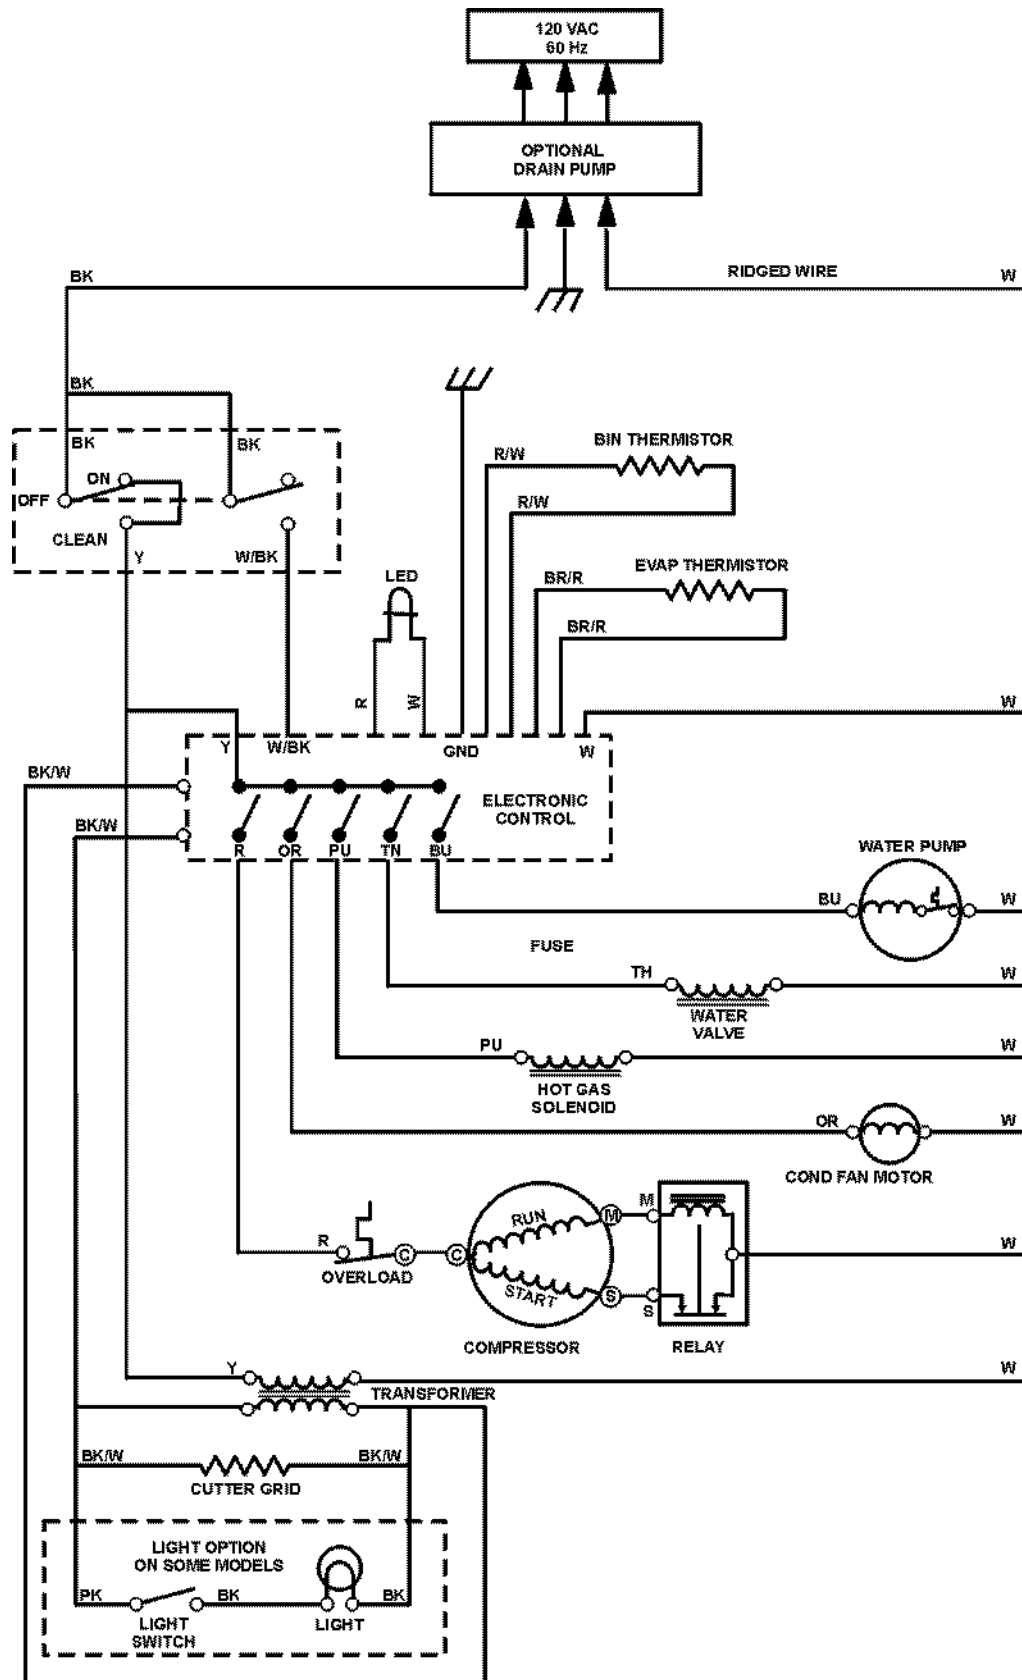 120 VAC
60 Hz
OPTIONAL
DRAIN PUMP
BK
RIDGED WIRE
W
BK
BK
BK
ON
OFF
CLEAN
Y
W/BK
BIN THERMISTOR
R/W
R/W
EVAP THERMISTOR
BR/R
BR/R
LED
R
W
W
Y
W/BK
GND
W
BK/W
BK/W
ELECTRONIC
CONTROL
R
OR
PU
TN
BU
WATER PUMP
BU
W
FUSE
TH
W
WATER
VALVE
PU
W
HOT GAS
SOLENOID
OR
W
COND FAN MOTOR
R
C
C
OVERLOAD
RUN
START
M
S
M
S
W
COMPRESSOR
RELAY
Y
W
TRANSFORMER
BK/W
BK/W
CUTTER GRID
LIGHT OPTION
ON SOME MODELS
PK
BK
BK
LIGHT
SWITCH
LIGHT